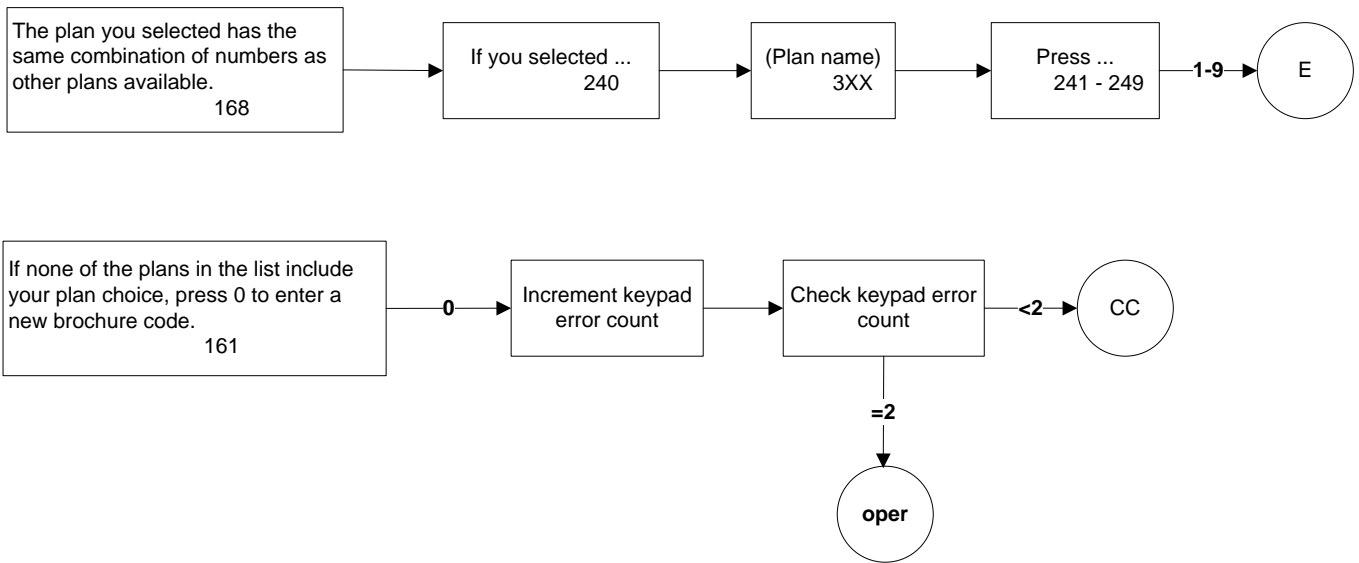 The plan you selected has the
same combination of numbers as
other plans available.
168
If you selected ...
240
(Plan name)
3XX
Press ...
241 - 249
1-9
E
If none of the plans in the list include
your plan choice, press 0 to enter a
new brochure code.
161
0
Increment keypad
error count
Check keypad error
count
<2
CC
=2
oper